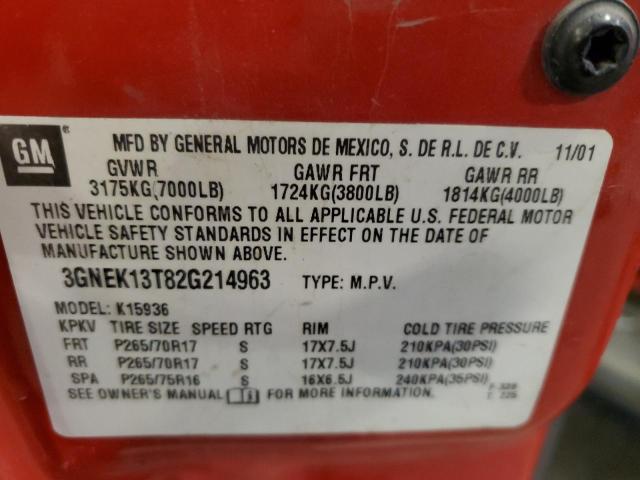 GM ®
MFD BY GENERAL MOTORS DE MEXICO, S. DE R.L. DE C.V. 11/01
GVWR GAWR FRT GAWR RR
3175KG(7000LB) 1724KG(3800LB) 1814KG(4000LB)
THIS VEHICLE CONFORMS TO ALL APPLICABLE U.S. FEDERAL MOTOR
VEHICLE SAFETY STANDARDS IN EFFECT ON THE DATE OF
MANUFACTURE SHOWN ABOVE.
3GNEK13T82G214963 TYPE: M.P.V.
MODEL: K15936
KPKV TIRE SIZE SPEED RTG RIM COLD TIRE PRESSURE
FRT P265/70R17 S 17X7.5J 210KPA(30PSI)
RR P265/70R17 S 17X7.5J 210KPA(30PSI)
SPA P265/75R16 S 16X6.5J 240KPA(35PSI)
SEE OWNER'S MANUAL FOR MORE INFORMATION.